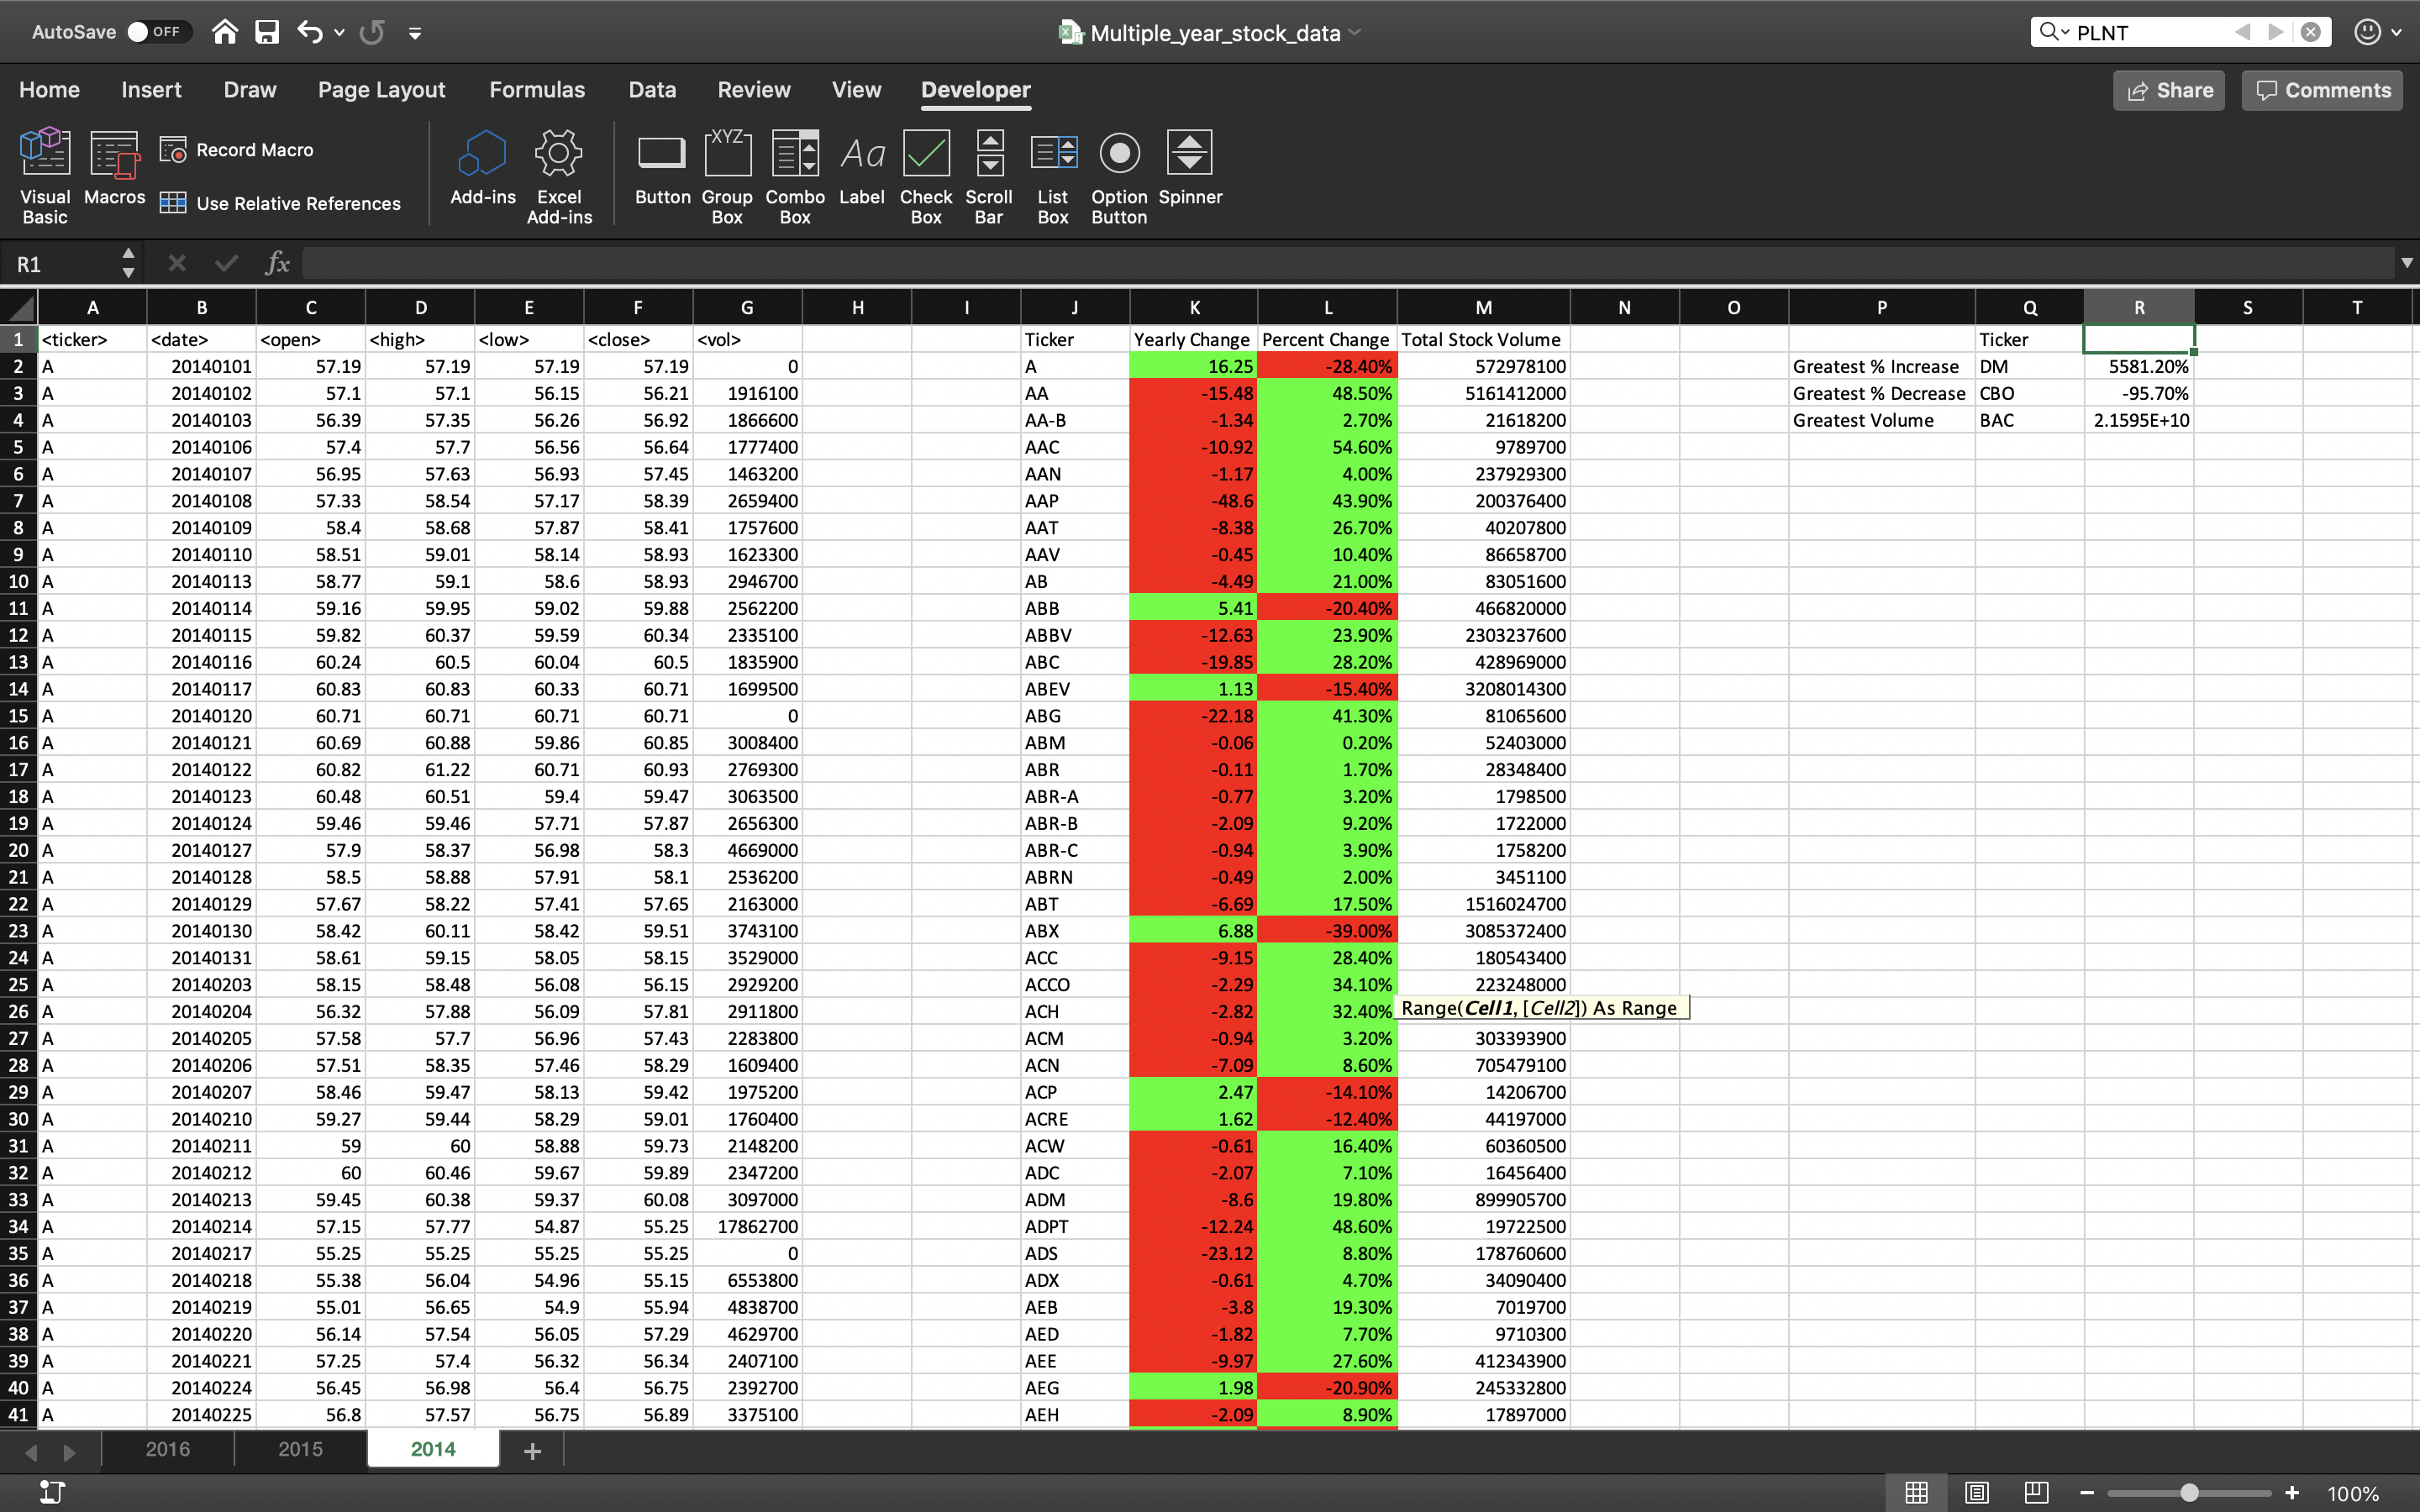 AutoSave OFF Multiple_year_stock_data PLNT
Home Insert Draw Page Layout Formulas Data Review View Developer Share Comments
Visual Basic Macros Record Macro Use Relative References Add-ins Excel Add-ins Button Group Box Combo Box Label Check Box Scroll Bar List Box Option Button Spinner
XYZ Aa
R1 fx
A B C D E F G H I J K L M N O P Q R S T
1 <ticker> <date> <open> <high> <low> <close> <vol> Ticker Yearly Change Percent Change Total Stock Volume Ticker
2 A 20140101 57.19 57.19 57.19 57.19 0 A 16.25 -28.40% 572978100 Greatest % Increase DM 5581.20%
3 A 20140102 57.1 57.1 56.15 56.21 1916100 AA -15.48 48.50% 5161412000 Greatest % Decrease CBO -95.70%
4 A 20140103 56.39 57.35 56.26 56.92 1866600 AA-B -1.34 2.70% 21618200 Greatest Volume BAC 2.1595E+10
5 A 20140106 57.4 57.7 56.56 56.64 1777400 AAC -10.92 54.60% 9789700
6 A 20140107 56.95 57.63 56.93 57.45 1463200 AAN -1.17 4.00% 237929300
7 A 20140108 57.33 58.54 57.17 58.39 2659400 AAP -48.6 43.90% 200376400
8 A 20140109 58.4 58.68 57.87 58.41 1757600 AAT -8.38 26.70% 40207800
9 A 20140110 58.51 59.01 58.14 58.93 1623300 AAV -0.45 10.40% 86658700
10 A 20140113 58.77 59.1 58.6 58.93 2946700 AB -4.49 21.00% 83051600
11 A 20140114 59.16 59.95 59.02 59.88 2562200 ABB 5.41 -20.40% 466820000
12 A 20140115 59.82 60.37 59.59 60.34 2335100 ABBV -12.63 23.90% 2303237600
13 A 20140116 60.24 60.5 60.04 60.5 1835900 ABC -19.85 28.20% 428969000
14 A 20140117 60.83 60.83 60.33 60.71 1699500 ABEV 1.13 -15.40% 3208014300
15 A 20140120 60.71 60.71 60.71 60.71 0 ABG -22.18 41.30% 81065600
16 A 20140121 60.69 60.88 59.86 60.85 3008400 ABM -0.06 0.20% 52403000
17 A 20140122 60.82 61.22 60.71 60.93 2769300 ABR -0.11 1.70% 28348400
18 A 20140123 60.48 60.51 59.4 59.47 3063500 ABR-A -0.77 3.20% 1798500
19 A 20140124 59.46 59.46 57.71 57.87 2656300 ABR-B -2.09 9.20% 1722000
20 A 20140127 57.9 58.37 56.98 58.3 4669000 ABR-C -0.94 3.90% 1758200
21 A 20140128 58.5 58.88 57.91 58.1 2536200 ABRN -0.49 2.00% 3451100
22 A 20140129 57.67 58.22 57.41 57.65 2163000 ABT -6.69 17.50% 1516024700
23 A 20140130 58.42 60.11 58.42 59.51 3743100 ABX 6.88 -39.00% 3085372400
24 A 20140131 58.61 59.15 58.05 58.15 3529000 ACC -9.15 28.40% 180543400
25 A 20140203 58.15 58.48 56.08 56.15 2929200 ACCO -2.29 34.10% 223248000
26 A 20140204 56.32 57.88 56.09 57.81 2911800 ACH -2.82 32.40% Range(Cell1, [Cell2]) As Range
27 A 20140205 57.58 57.7 56.96 57.43 2283800 ACM -0.94 3.20% 303393900
28 A 20140206 57.51 58.35 57.46 58.29 1609400 ACN -7.09 8.60% 705479100
29 A 20140207 58.46 59.47 58.13 59.42 1975200 ACP 2.47 -14.10% 14206700
30 A 20140210 59.27 59.44 58.29 59.01 1760400 ACRE 1.62 -12.40% 44197000
31 A 20140211 59 60 58.88 59.73 2148200 ACW -0.61 16.40% 60360500
32 A 20140212 60 60.46 59.67 59.89 2347200 ADC -2.07 7.10% 16456400
33 A 20140213 59.45 60.38 59.37 60.08 3097000 ADM -8.6 19.80% 899905700
34 A 20140214 57.15 57.77 54.87 55.25 17862700 ADPT -12.24 48.60% 19722500
35 A 20140217 55.25 55.25 55.25 55.25 0 ADS -23.12 8.80% 178760600
36 A 20140218 55.38 56.04 54.96 55.15 6553800 ADX -0.61 4.70% 34090400
37 A 20140219 55.01 56.65 54.9 55.94 4838700 AEB -3.8 19.30% 7019700
38 A 20140220 56.14 57.54 56.05 57.29 4629700 AED -1.82 7.70% 9710300
39 A 20140221 57.25 57.4 56.32 56.34 2407100 AEE -9.97 27.60% 412343900
40 A 20140224 56.45 56.98 56.4 56.75 2392700 AEG 1.98 -20.90% 245332800
41 A 20140225 56.8 57.57 56.75 56.89 3375100 AEH -2.09 8.90% 17897000
2016 2015 2014 +
100%